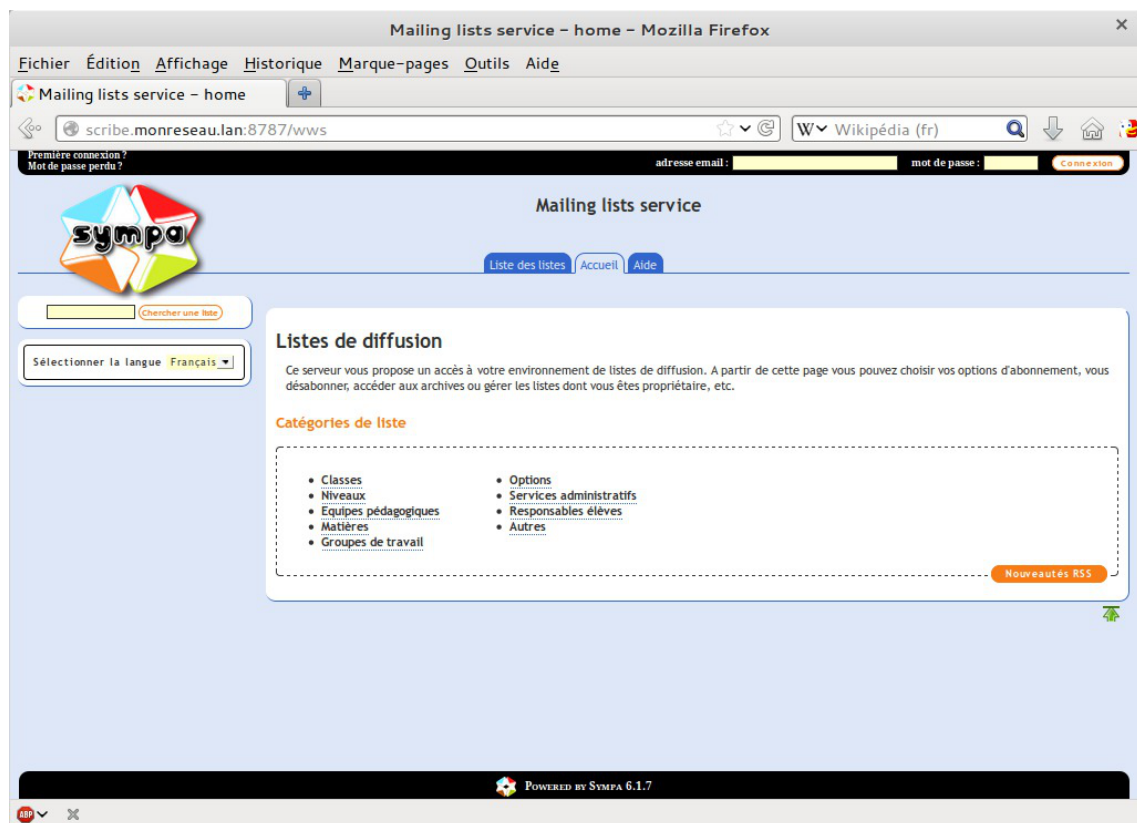 Mailing lists service – home – Mozilla Firefox
Fichier Édition Affichage Historique Marque-pages Outils Aide
Mailing lists service – home
scribe.monreseau.lan:8787/wws
W Wikipédia (fr)
Première connexion ?
Mot de passe perdu ?
adresse email :
mot de passe :
Connexion
sympa
Mailing lists service
Liste des listes Accueil Aide
Chercher une liste
Sélectionner la langue Français
Listes de diffusion
Ce serveur vous propose un accès à votre environnement de listes de diffusion. A partir de cette page vous pouvez choisir vos options d'abonnement, vous
désabonner, accéder aux archives ou gérer les listes dont vous êtes propriétaire, etc.
Catégories de liste
Classes
Niveaux
Equipes pédagogiques
Matières
Groupes de travail
Options
Services administratifs
Responsables élèves
Autres
Nouveautés RSS
Powered by Sympa 6.1.7
ABP